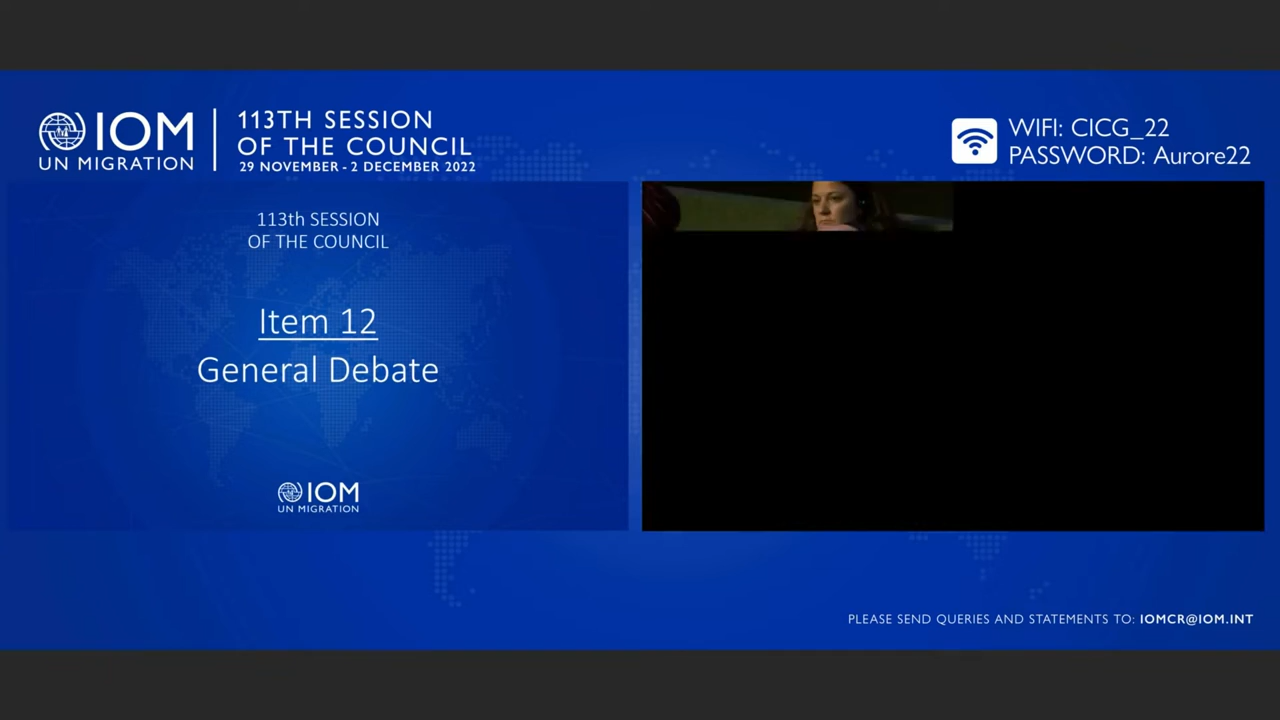 IOM
UN MIGRATION
113TH SESSION
OF THE COUNCIL
29 NOVEMBER - 2 DECEMBER 2022
WIFI: CICG_22
PASSWORD: Aurore22
113th SESSION
OF THE COUNCIL
Item 12
General Debate
IOM
UN MIGRATION
PLEASE SEND QUERIES AND STATEMENTS TO: IOMCR@IOM.INT